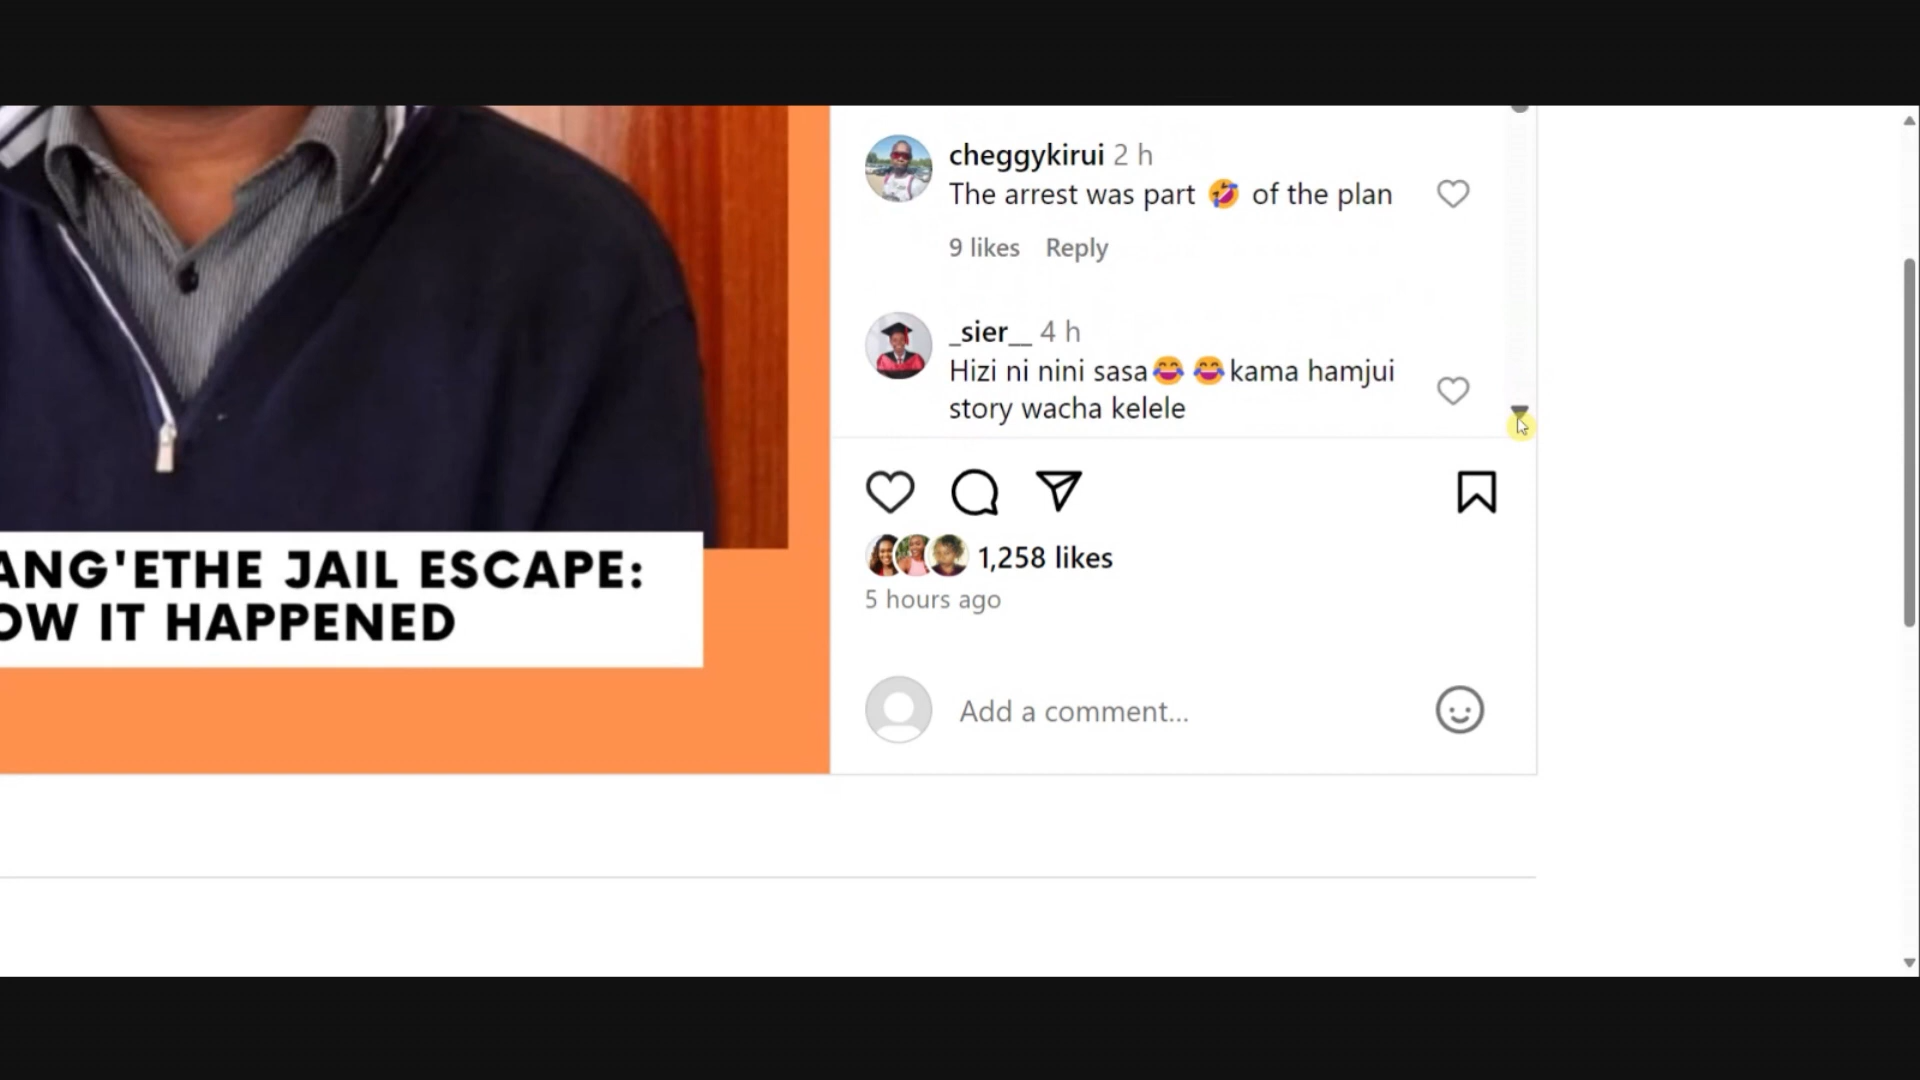 cheggykirui 2 h
The arrest was part 🤣 of the plan
9 likes Reply
_sier__ 4 h
Hizi ni nini sasa😂 😂kama hamjui
story wacha kelele
1,258 likes
5 hours ago
Add a comment...
ANG'ETHE JAIL ESCAPE:
OW IT HAPPENED